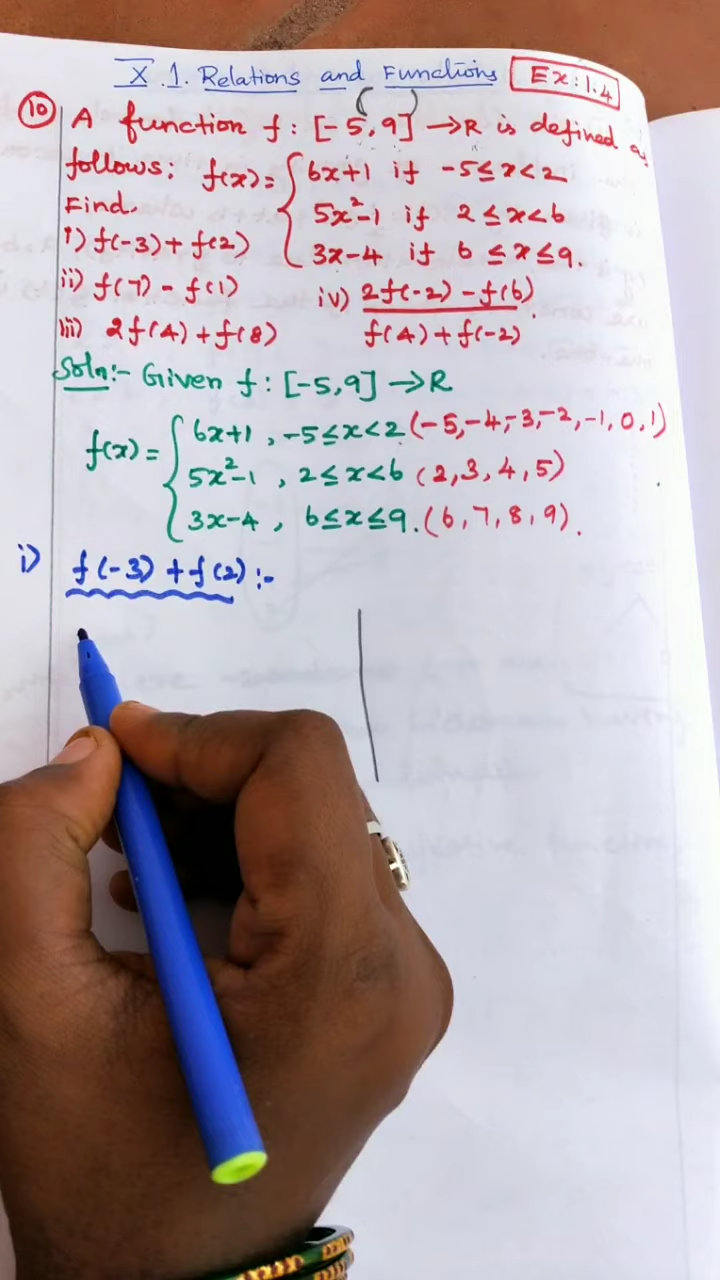 X.1. Relations and Functions Ex:1.4
10 A function f: [-5, 9] →R is defined as
follows: f(x)= { 6x+1 if -5≤x<2
Find. 5x²-1 if 2≤x<6
i) f(-3)+f(2) 3x-4 if 6≤x≤9.
ii) f(7) - f(1) iv) 2f(-2) - f(6)
iii) 2f(4)+f(8) f(4)+f(-2)
Soln:- Given f: [-5,9] →R
f(x)= { 6x+1, -5≤x<2 (-5,-4,-3,-2,-1,0,1)
5x²-1, 2≤x<6 (2,3,4,5)
3x-4, 6≤x≤9. (6,7,8,9).
i) f(-3)+f(2):-